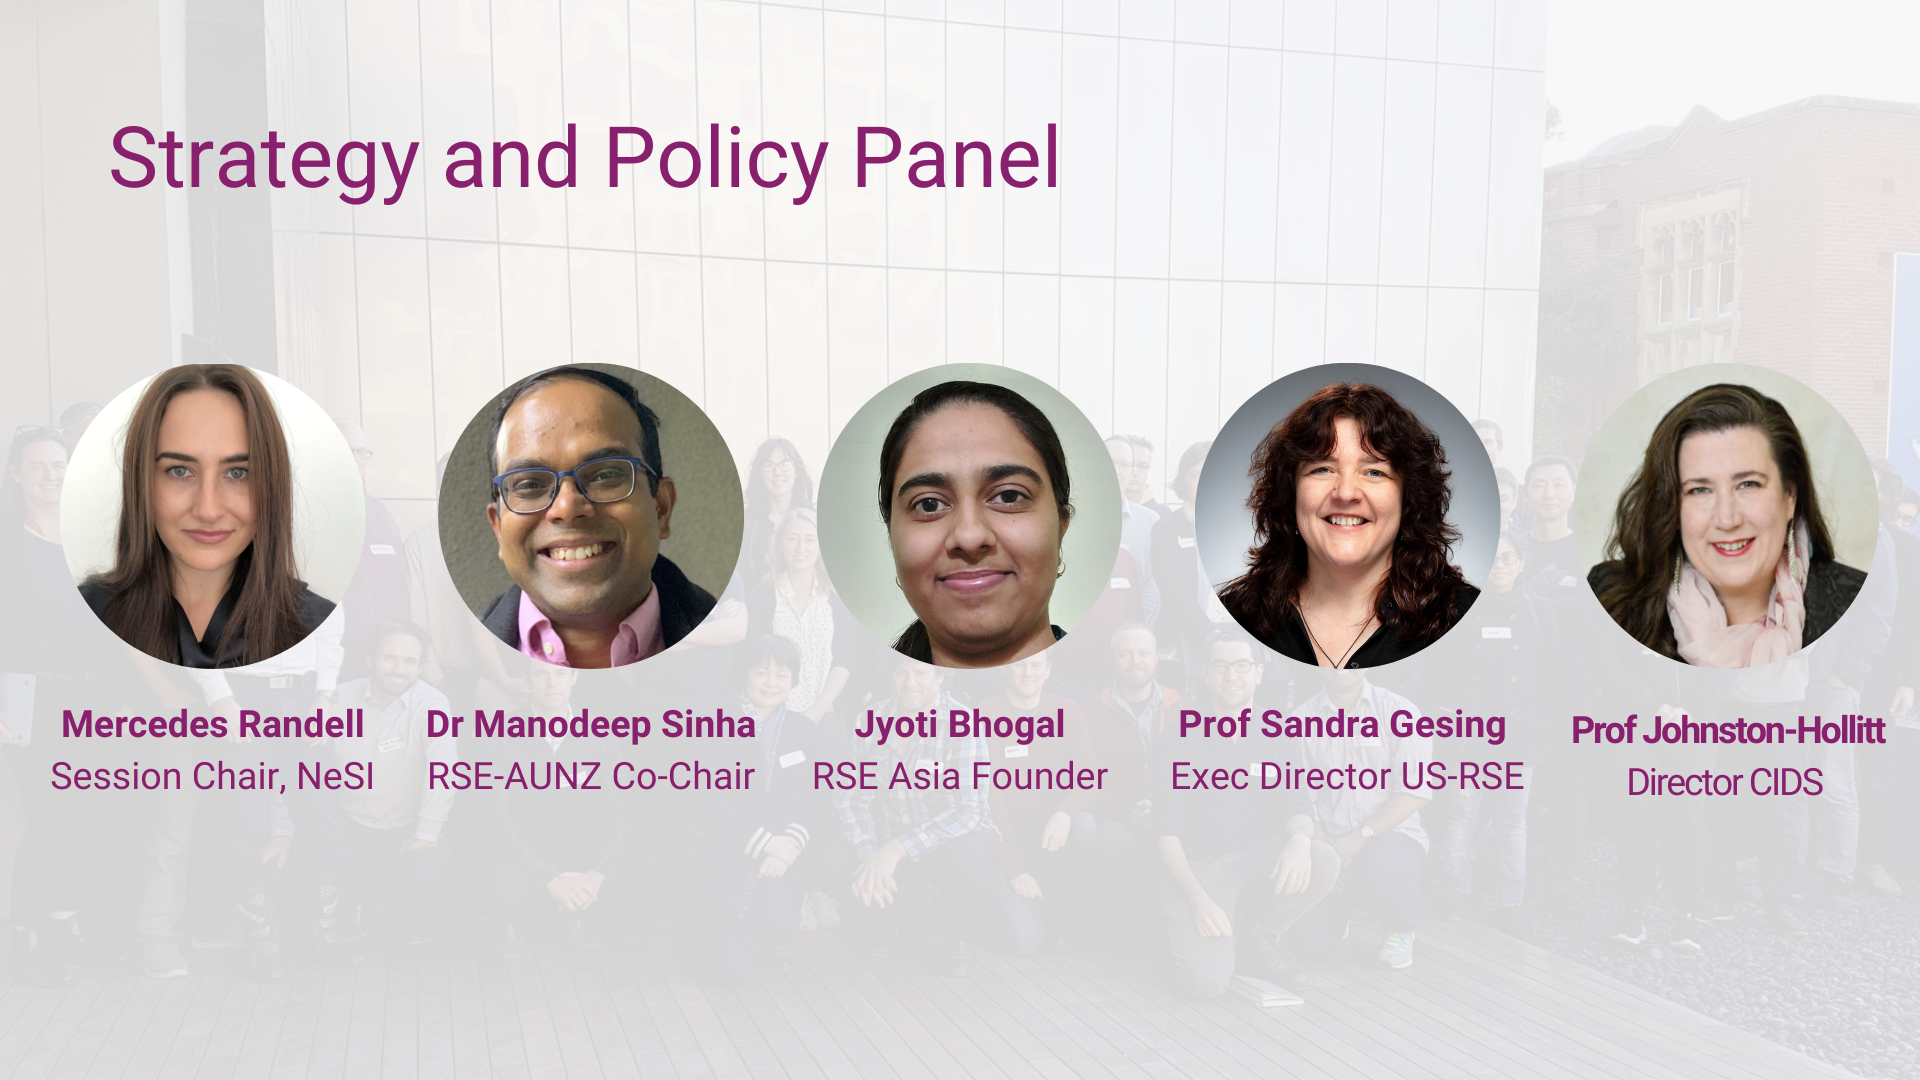 Strategy and Policy Panel
Mercedes Randell
Session Chair, NeSI
Dr Manodeep Sinha
RSE-AUNZ Co-Chair
Jyoti Bhogal
RSE Asia Founder
Prof Sandra Gesing
Exec Director US-RSE
Prof Johnston-Hollitt
Director CIDS